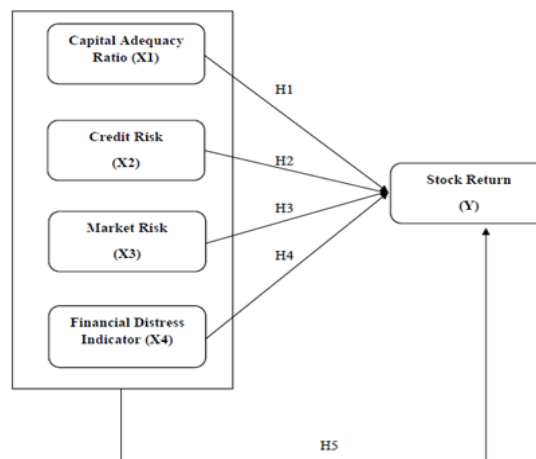 Capital Adequacy
Ratio (X1)
H1
Credit Risk
(X2)
H2
Stock Return
(Y)
H3
Market Risk
(X3)
H4
Financial Distress
Indicator (X4)
H5